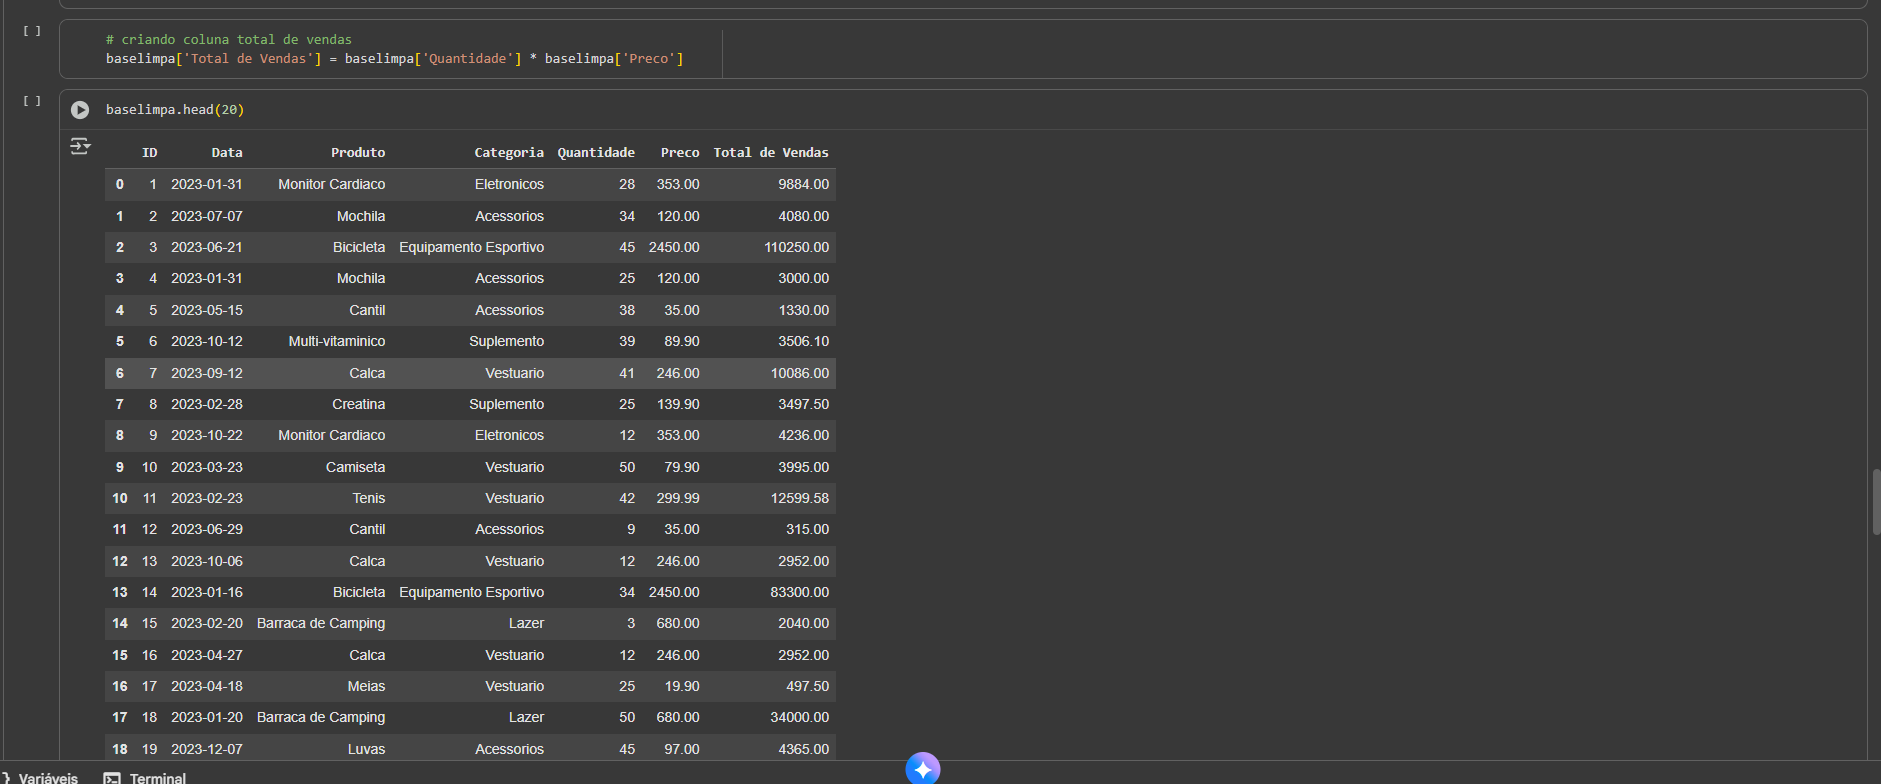 [ ]
# criando coluna total de vendas
baselimpa['Total de Vendas'] = baselimpa['Quantidade'] * baselimpa['Preco']
[ ]
baselimpa.head(20)
ID Data Produto Categoria Quantidade Preco Total de Vendas
0 1 2023-01-31 Monitor Cardiaco Eletronicos 28 353.00 9884.00
1 2 2023-07-07 Mochila Acessorios 34 120.00 4080.00
2 3 2023-06-21 Bicicleta Equipamento Esportivo 45 2450.00 110250.00
3 4 2023-01-31 Mochila Acessorios 25 120.00 3000.00
4 5 2023-05-15 Cantil Acessorios 38 35.00 1330.00
5 6 2023-10-12 Multi-vitaminico Suplemento 39 89.90 3506.10
6 7 2023-09-12 Calca Vestuario 41 246.00 10086.00
7 8 2023-02-28 Creatina Suplemento 25 139.90 3497.50
8 9 2023-10-22 Monitor Cardiaco Eletronicos 12 353.00 4236.00
9 10 2023-03-23 Camiseta Vestuario 50 79.90 3995.00
10 11 2023-02-23 Tenis Vestuario 42 299.99 12599.58
11 12 2023-06-29 Cantil Acessorios 9 35.00 315.00
12 13 2023-10-06 Calca Vestuario 12 246.00 2952.00
13 14 2023-01-16 Bicicleta Equipamento Esportivo 34 2450.00 83300.00
14 15 2023-02-20 Barraca de Camping Lazer 3 680.00 2040.00
15 16 2023-04-27 Calca Vestuario 12 246.00 2952.00
16 17 2023-04-18 Meias Vestuario 25 19.90 497.50
17 18 2023-01-20 Barraca de Camping Lazer 50 680.00 34000.00
18 19 2023-12-07 Luvas Acessorios 45 97.00 4365.00
Variáveis Terminal